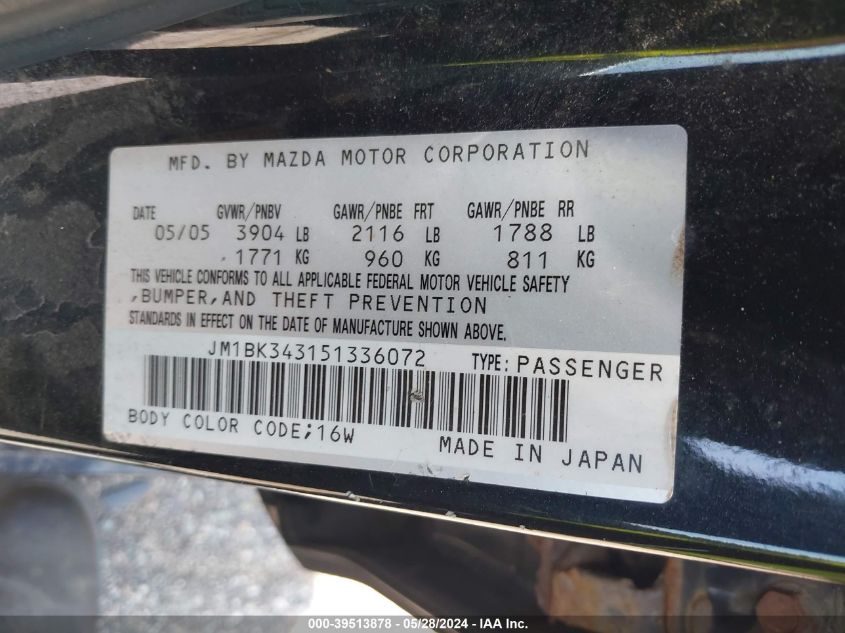 MFD. BY MAZDA MOTOR CORPORATION
DATE GVWR/PNBV GAWR/PNBE FRT GAWR/PNBE RR
05/05 3904 LB 2116 LB 1788 LB
1771 KG 960 KG 811 KG
THIS VEHICLE CONFORMS TO ALL APPLICABLE FEDERAL MOTOR VEHICLE SAFETY
,BUMPER,AND THEFT PREVENTION
STANDARDS IN EFFECT ON THE DATE OF MANUFACTURE SHOWN ABOVE.
JM1BK343151336072 TYPE: PASSENGER
BODY COLOR CODE;16W
MADE IN JAPAN
000-39513878 - 05/28/2024 - IAA Inc.